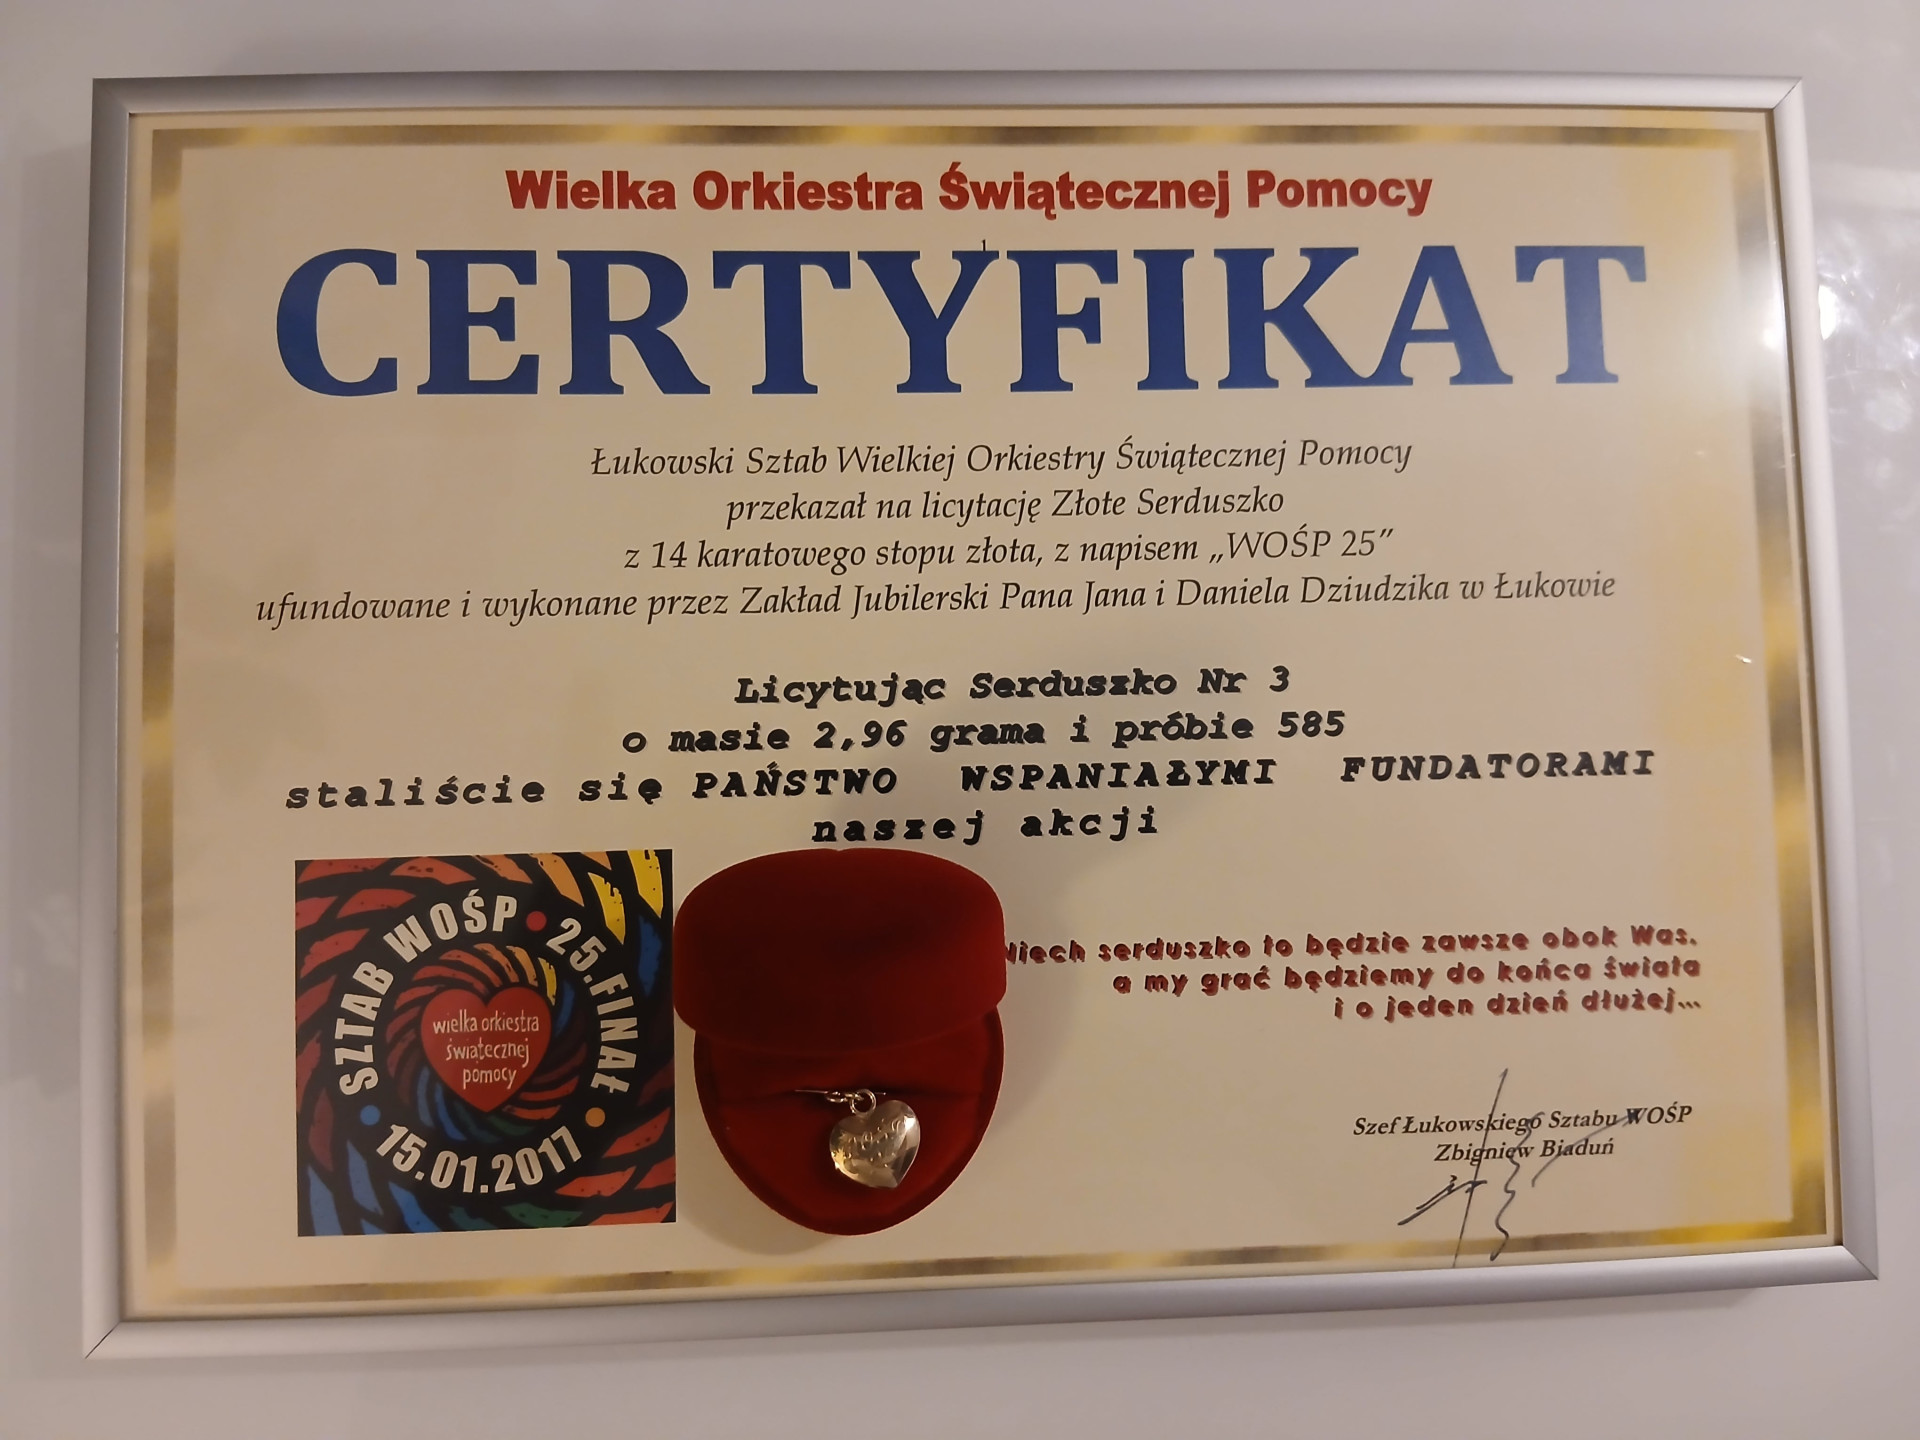 Wielka Orkiestra Świątecznej Pomocy
1
CERTYFIKAT
Łukowski Sztab Wielkiej Orkiestry Świątecznej Pomocy
przekazał na licytację Złote Serduszko
z 14 karatowego stopu złota, z napisem „WOŚP 25”
ufundowane i wykonane przez Zakład Jubilerski Pana Jana i Daniela Dziudzika w Łukowie
Licytując Serduszko Nr 3
o masie 2,96 grama i próbie 585
staliście się PAŃSTWO WSPANIAŁYMI FUNDATORAMI
naszej akcji
SZTAB WOŚP • 25.FINAŁ •
15.01.2017 •
wielka orkiestra
świątecznej
pomocy
Niech serduszko to będzie zawsze obok Was,
a my grać będziemy do końca świata
i o jeden dzień dłużej...
Szef Łukowskiego Sztabu WOŚP
Zbigniew Biaduń